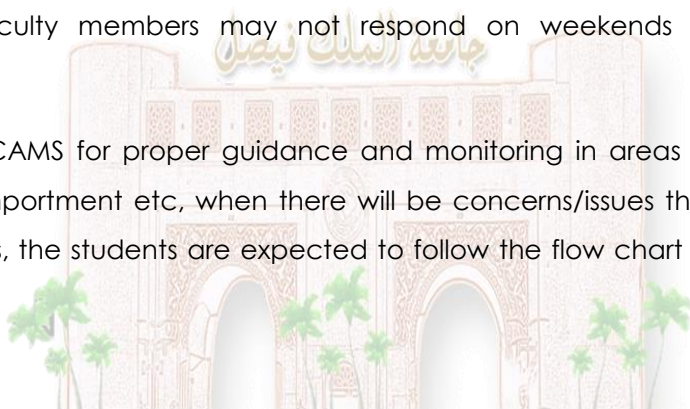 culty members may not respond on weekends
جامعة الملك فيصل
CAMS for proper guidance and monitoring in areas
portment etc, when there will be concerns/issues th
, the students are expected to follow the flow chart